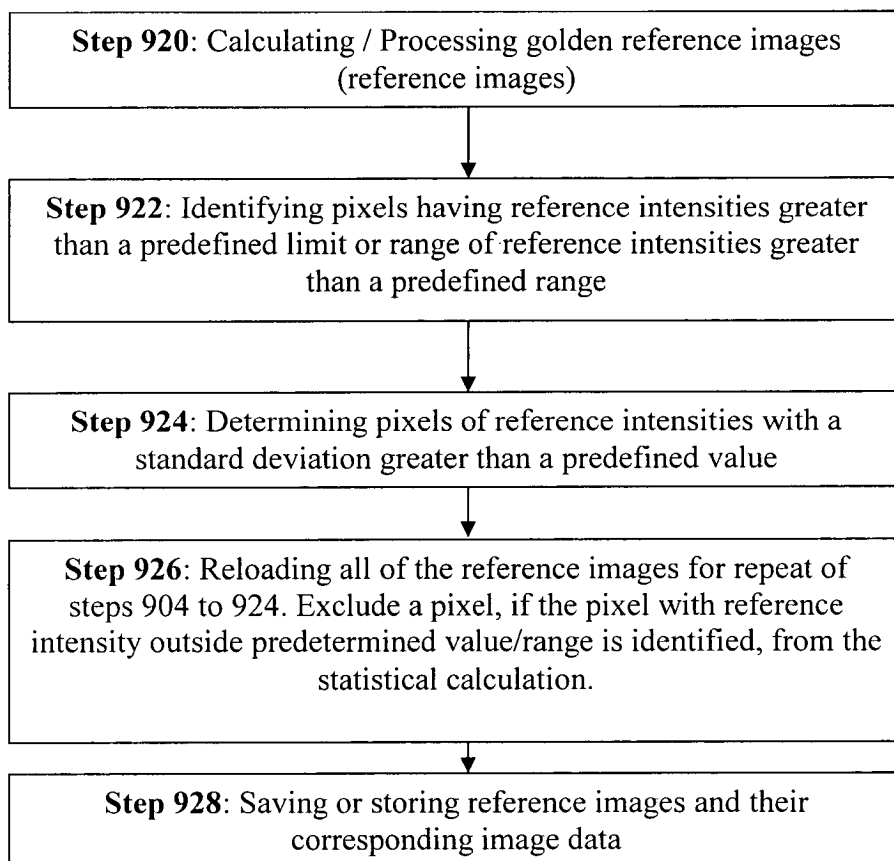 Step 920: Calculating / Processing golden reference images
(reference images)
Step 922: Identifying pixels having reference intensities greater
than a predefined limit or range of reference intensities greater
than a predefined range
Step 924: Determining pixels of reference intensities with a
standard deviation greater than a predefined value
Step 926: Reloading all of the reference images for repeat of
steps 904 to 924. Exclude a pixel, if the pixel with reference
intensity outside predetermined value/range is identified, from the
statistical calculation.
Step 928: Saving or storing reference images and their
corresponding image data